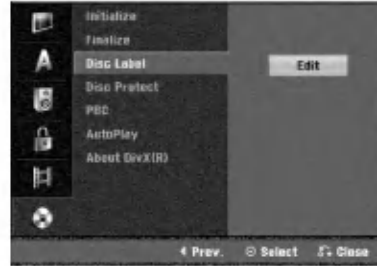 Initialize
Finalize
Disc Label
Edit
Disc Protect
PBC
AutoPlay
About DivX(R)
Prev. Select Close